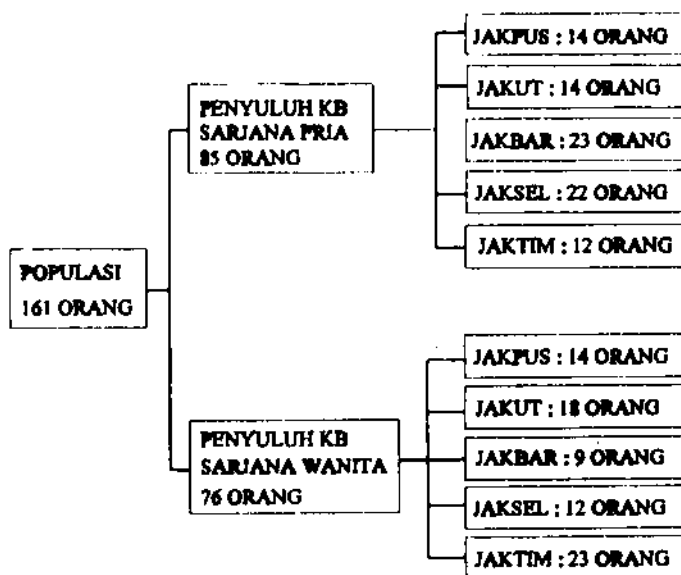 POPULASI
161 ORANG
PENYULUH KB
SARJANA PRIA
85 ORANG
JAKPUS : 14 ORANG
JAKUT : 14 ORANG
JAKBAR : 23 ORANG
JAKSEL : 22 ORANG
JAKTIM : 12 ORANG
PENYULUH KB
SARJANA WANITA
76 ORANG
JAKPUS : 14 ORANG
JAKUT : 18 ORANG
JAKBAR : 9 ORANG
JAKSEL : 12 ORANG
JAKTIM : 23 ORANG